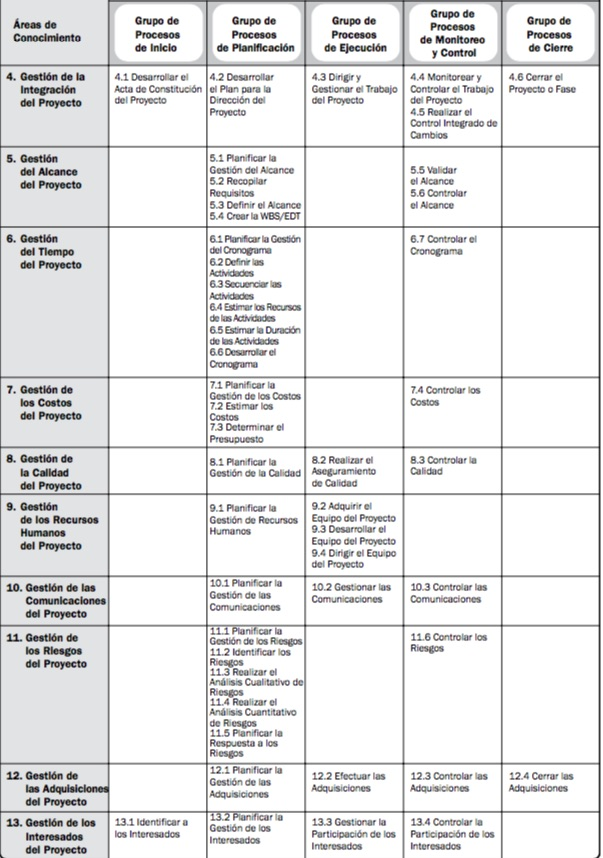 Áreas de
Conocimiento
Grupo de
Procesos
de Inicio
Grupo de
Procesos
de Planificación
Grupo de
Procesos
de Ejecución
Grupo de
Procesos
de Monitoreo
y Control
Grupo de
Procesos
de Cierre
4. Gestión de la
Integración
del Proyecto
4.1 Desarrollar el
Acta de Constitución
del Proyecto
4.2 Desarrollar
el Plan para la
Dirección del
Proyecto
4.3 Dirigir y
Gestionar el Trabajo
del Proyecto
4.4 Monitorear y
Controlar el Trabajo
del Proyecto
4.5 Realizar el
Control Integrado de
Cambios
4.6 Cerrar el
Proyecto o Fase
5. Gestión
del Alcance
del Proyecto
5.1 Planificar la
Gestión del Alcance
5.2 Recopilar
Requisitos
5.3 Definir el Alcance
5.4 Crear la WBS/EDT
5.5 Validar
el Alcance
5.6 Controlar
el Alcance
6. Gestión
del Tiempo
del Proyecto
6.1 Planificar la Gestión
del Cronograma
6.2 Definir las
Actividades
6.3 Secuenciar las
Actividades
6.4 Estimar los Recursos
de las Actividades
6.5 Estimar la Duración
de las Actividades
6.6 Desarrollar el
Cronograma
6.7 Controlar el
Cronograma
7. Gestión de
los Costos
del Proyecto
7.1 Planificar la
Gestión de los Costos
7.2 Estimar los
Costos
7.3 Determinar el
Presupuesto
7.4 Controlar los
Costos
8. Gestión de
la Calidad
del Proyecto
8.1 Planificar la
Gestión de la Calidad
8.2 Realizar el
Aseguramiento
de Calidad
8.3 Controlar la
Calidad
9. Gestión
de los Recursos
Humanos
del Proyecto
9.1 Planificar la
Gestión de Recursos
Humanos
9.2 Adquirir el
Equipo del Proyecto
9.3 Desarrollar el
Equipo del Proyecto
9.4 Dirigir el Equipo
del Proyecto
10. Gestión de las
Comunicaciones
del Proyecto
10.1 Planificar la
Gestión de las
Comunicaciones
10.2 Gestionar las
Comunicaciones
10.3 Controlar las
Comunicaciones
11. Gestión de
los Riesgos
del Proyecto
11.1 Planificar la
Gestión de los Riesgos
11.2 Identificar los
Riesgos
11.3 Realizar el
Análisis Cualitativo de
Riesgos
11.4 Realizar el
Análisis Cuantitativo
de Riesgos
11.5 Planificar la
Respuesta a los
Riesgos
11.6 Controlar los
Riesgos
12. Gestión de
las Adquisiciones
del Proyecto
12.1 Planificar la
Gestión de las
Adquisiciones
12.2 Efectuar las
Adquisiciones
12.3 Controlar las
Adquisiciones
12.4 Cerrar las
Adquisiciones
13. Gestión de los
Interesados
del Proyecto
13.1 Identificar a
los Interesados
13.2 Planificar la
Gestión de los
Interesados
13.3 Gestionar la
Participación de los
Interesados
13.4 Controlar la
Participación de los
Interesados